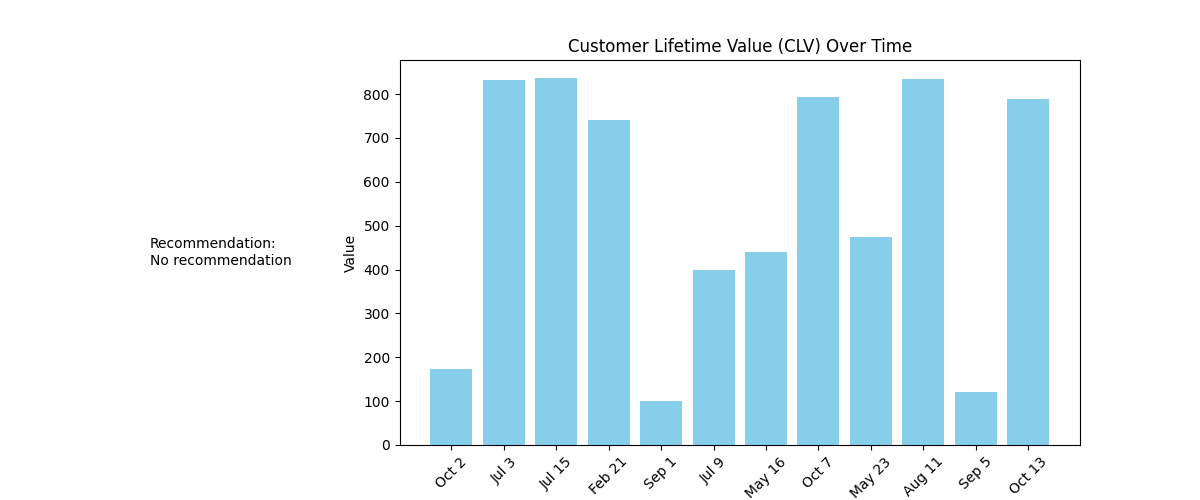 Customer Lifetime Value (CLV) Over Time
Recommendation:
No recommendation
Value
800
700
600
500
400
300
200
100
0
Oct 2
Jul 3
Jul 15
Feb 21
Sep 1
Jul 9
May 16
Oct 7
May 23
Aug 11
Sep 5
Oct 13